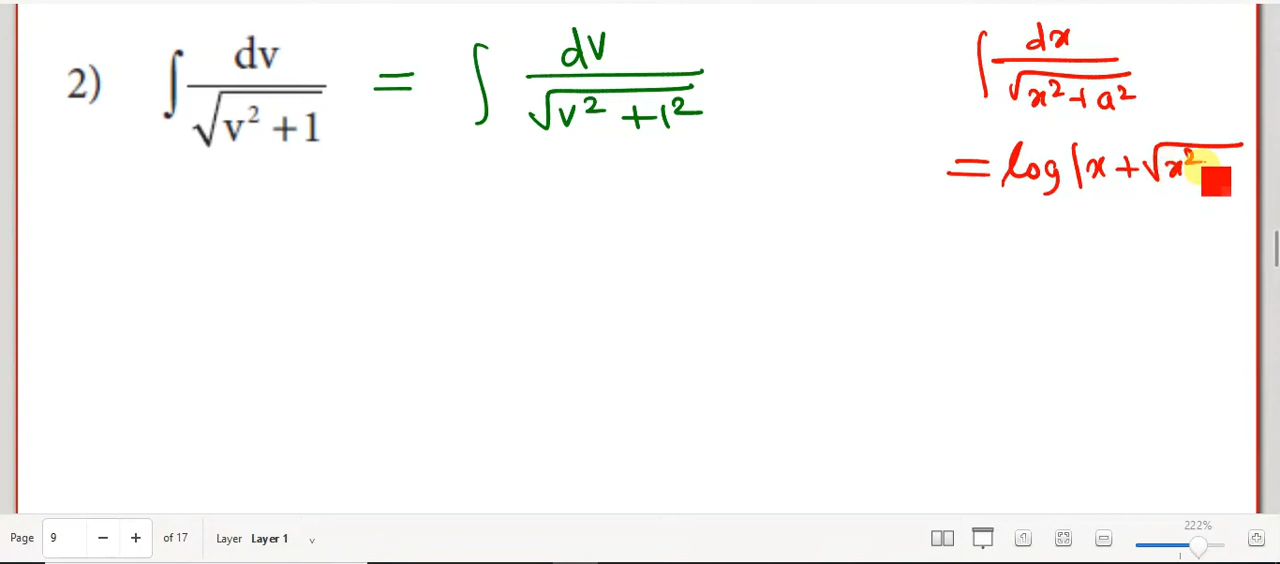 2) ∫ dv/√(v² + 1) = ∫ dv/√(v² + 1²)
∫ dx/√(x² + a²)
= log |x + √x²
Page 9 − + of 17 Layer Layer 1 222%